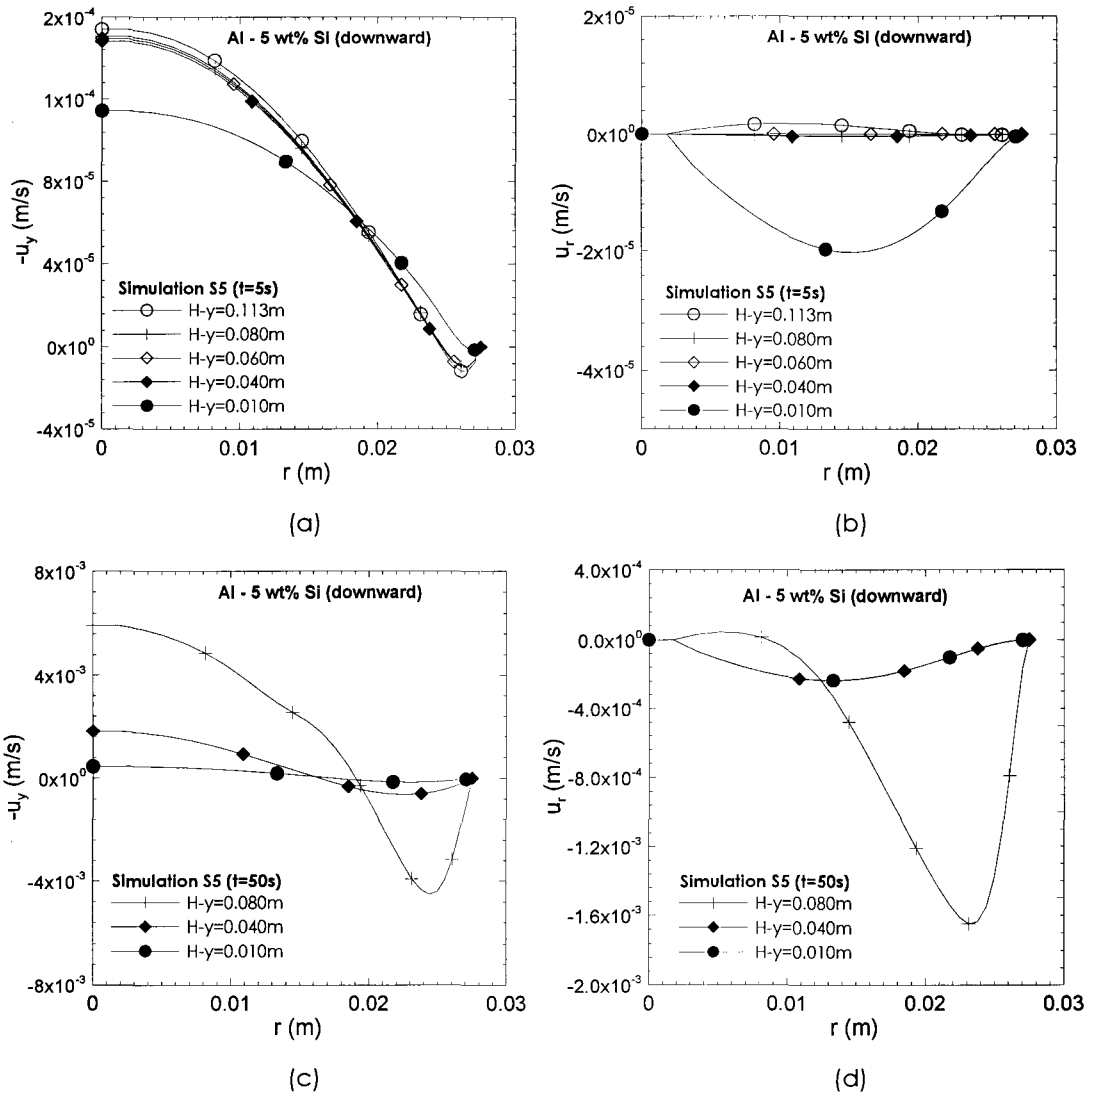 2x10⁻⁴
1x10⁻⁴
8x10⁻⁵
4x10⁻⁵
0x10⁰
-4x10⁻⁵
-uy (m/s)
Al - 5 wt% Si (downward)
Simulation S5 (t=5s)
H-y=0.113m
H-y=0.080m
H-y=0.060m
H-y=0.040m
H-y=0.010m
0 0.01 0.02 0.03
r (m)
(a)
2x10⁻⁵
0x10⁰
-2x10⁻⁵
-4x10⁻⁵
ur (m/s)
Al - 5 wt% Si (downward)
Simulation S5 (t=5s)
H-y=0.113m
H-y=0.080m
H-y=0.060m
H-y=0.040m
H-y=0.010m
0 0.01 0.02 0.03
r (m)
(b)
8x10⁻³
4x10⁻³
0x10⁰
-4x10⁻³
-8x10⁻³
-uy (m/s)
Al - 5 wt% Si (downward)
Simulation S5 (t=50s)
H-y=0.080m
H-y=0.040m
H-y=0.010m
0 0.01 0.02 0.03
r (m)
(c)
4.0x10⁻⁴
0.0x10⁰
-4.0x10⁻⁴
-8.0x10⁻⁴
-1.2x10⁻³
-1.6x10⁻³
-2.0x10⁻³
ur (m/s)
Al - 5 wt% Si (downward)
Simulation S5 (t=50s)
H-y=0.080m
H-y=0.040m
H-y=0.010m
0 0.01 0.02 0.03
r (m)
(d)